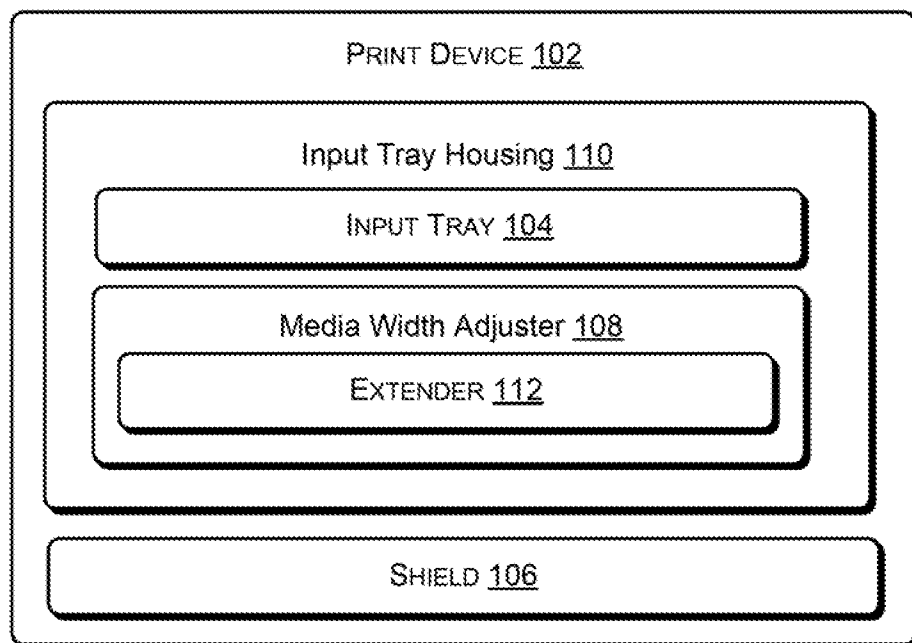 PRINT DEVICE 102
Input Tray Housing 110
INPUT TRAY 104
Media Width Adjuster 108
EXTENDER 112
SHIELD 106